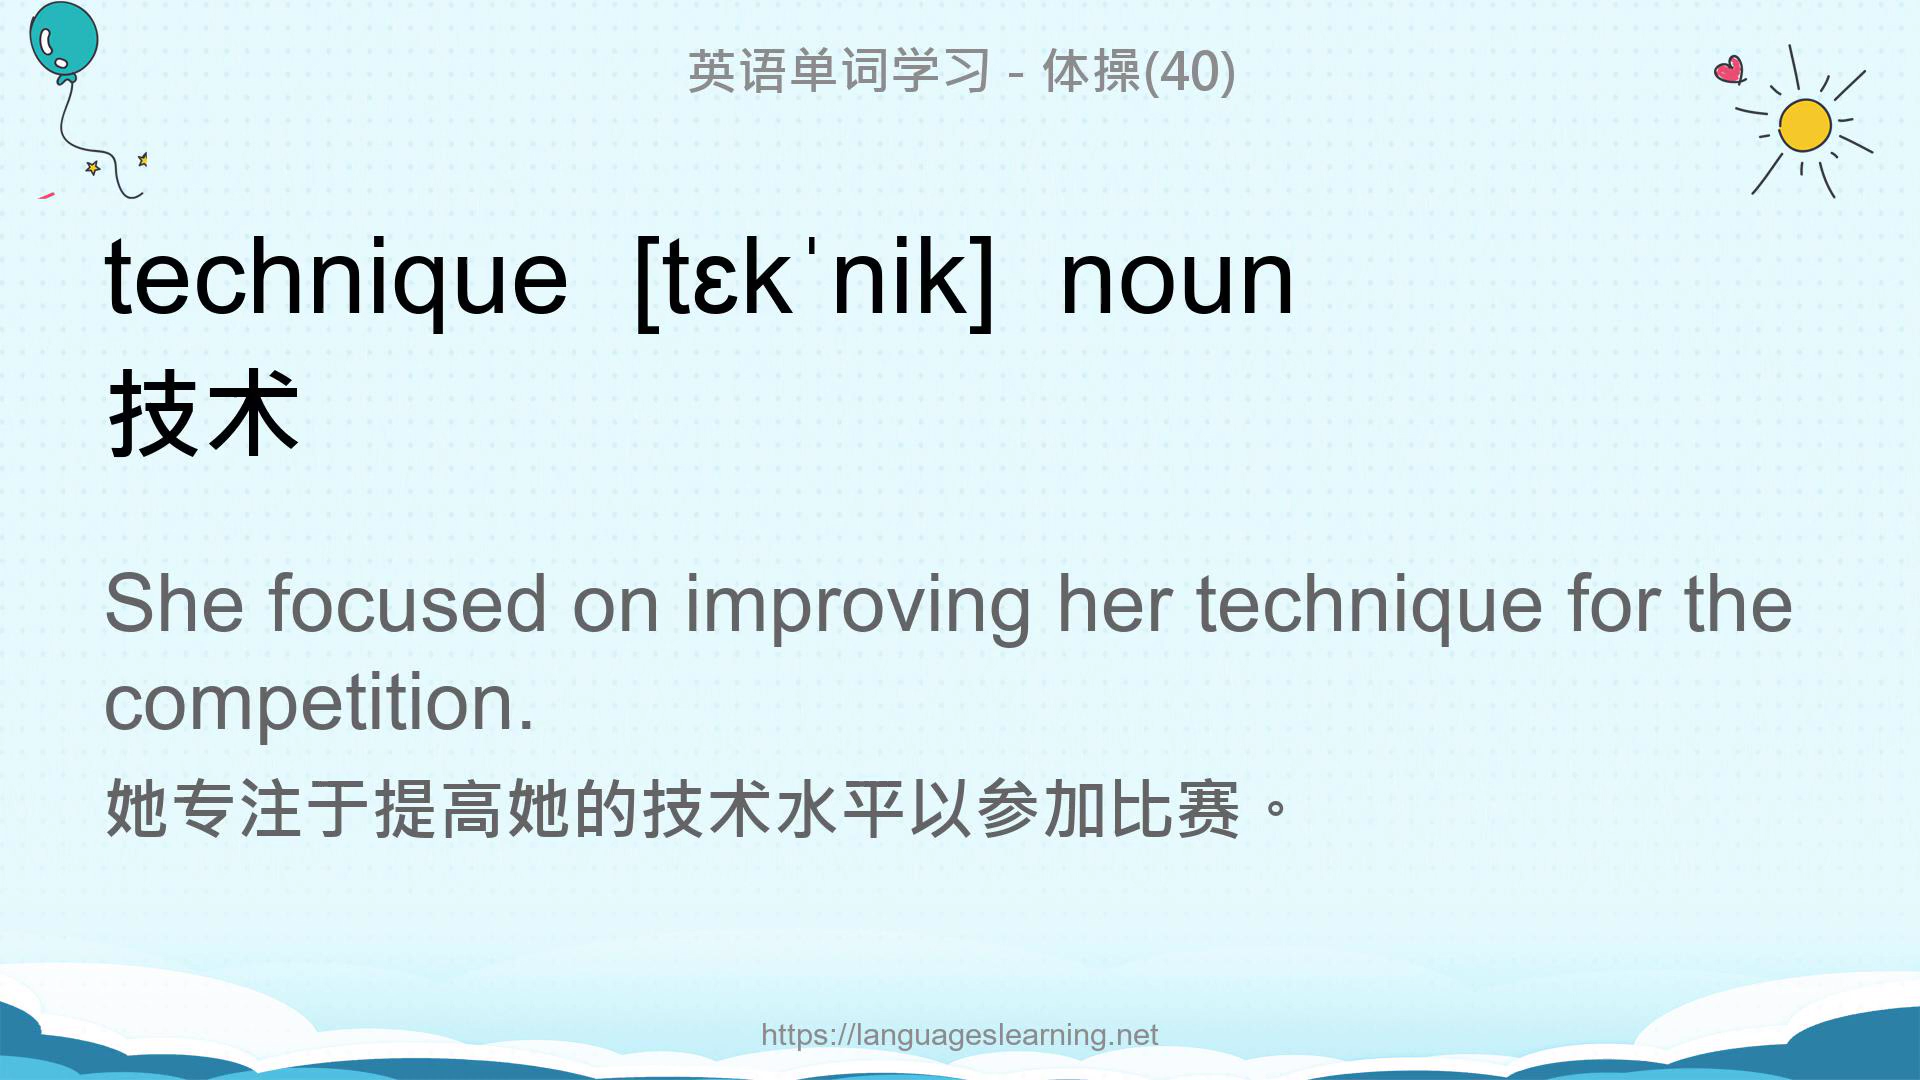 英语单词学习 - 体操(40)
technique [tɛkˈnik] noun
技术
She focused on improving her technique for the
competition.
她专注于提高她的技术水平以参加比赛。
https://languageslearning.net